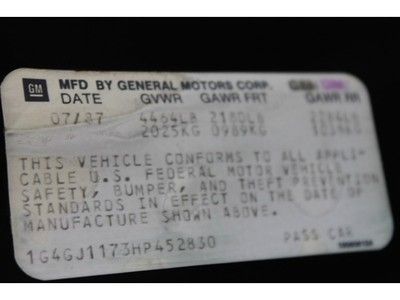 GM MFD BY GENERAL MOTORS CORP.
DATE GVWR GAWR FRT GAWR RR
07/87 4464LB 2180LB 2284LB
2025KG 0989KG
THIS VEHICLE CONFORMS TO ALL APPLI-
CABLE U.S. FEDERAL MOTOR VEHICLE
SAFETY, BUMPER, AND THEFT PREVENTION
STANDARDS IN EFFECT ON THE DATE OF
MANUFACTURE SHOWN ABOVE.
1G4GJ1173HP452830 PASS CAR